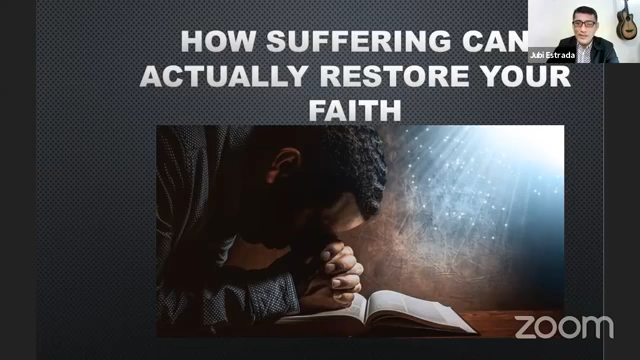 HOW SUFFERING CAN
ACTUALLY RESTORE YOUR
FAITH
Jubi Estrada
zoom